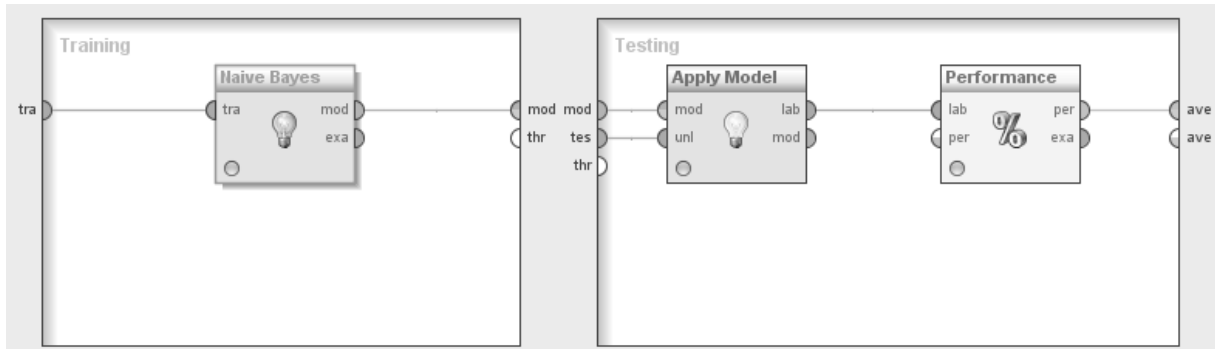 Training
Testing
Naive Bayes
Apply Model
Performance
tra
tra mod
mod mod
mod lab
lab per
ave
exa
thr tes
unl mod
per exa
ave
thr
%